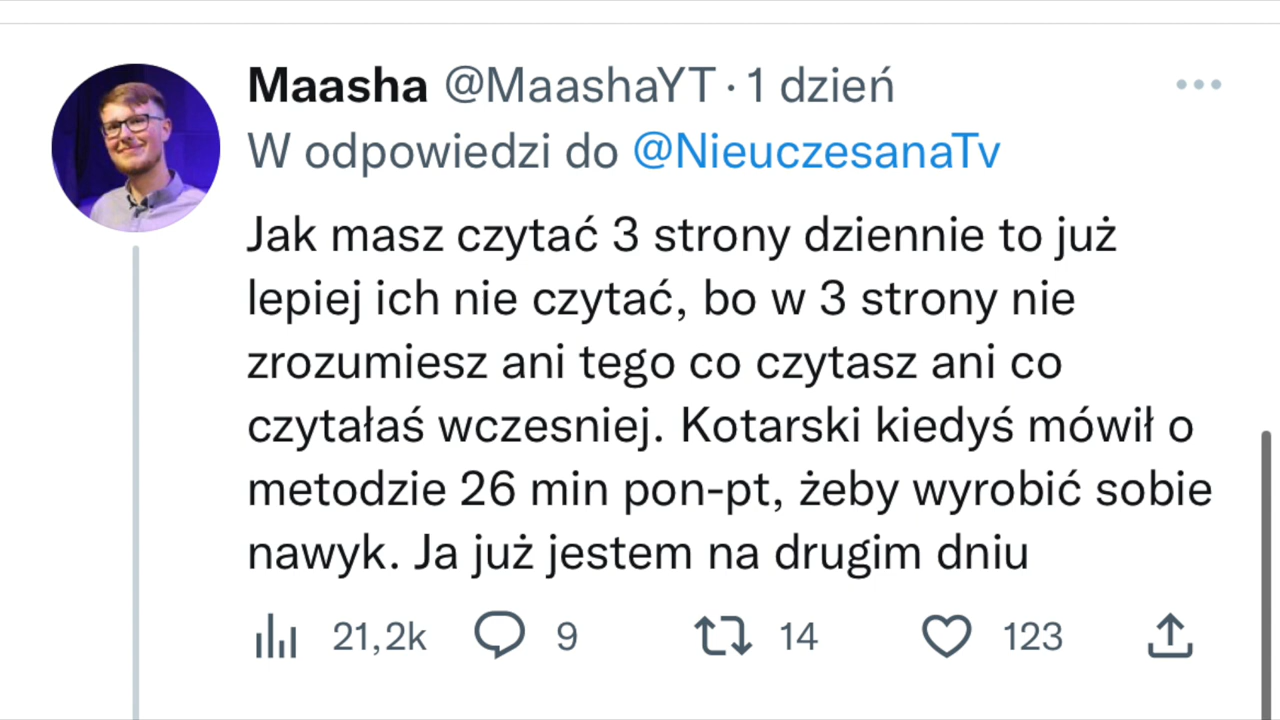 Maasha @MaashaYT · 1 dzień
W odpowiedzi do @NieuczesanaTv
Jak masz czytać 3 strony dziennie to już
lepiej ich nie czytać, bo w 3 strony nie
zrozumiesz ani tego co czytasz ani co
czytałaś wczesniej. Kotarski kiedyś mówił o
metodzie 26 min pon-pt, żeby wyrobić sobie
nawyk. Ja już jestem na drugim dniu
21,2k 9 14 123